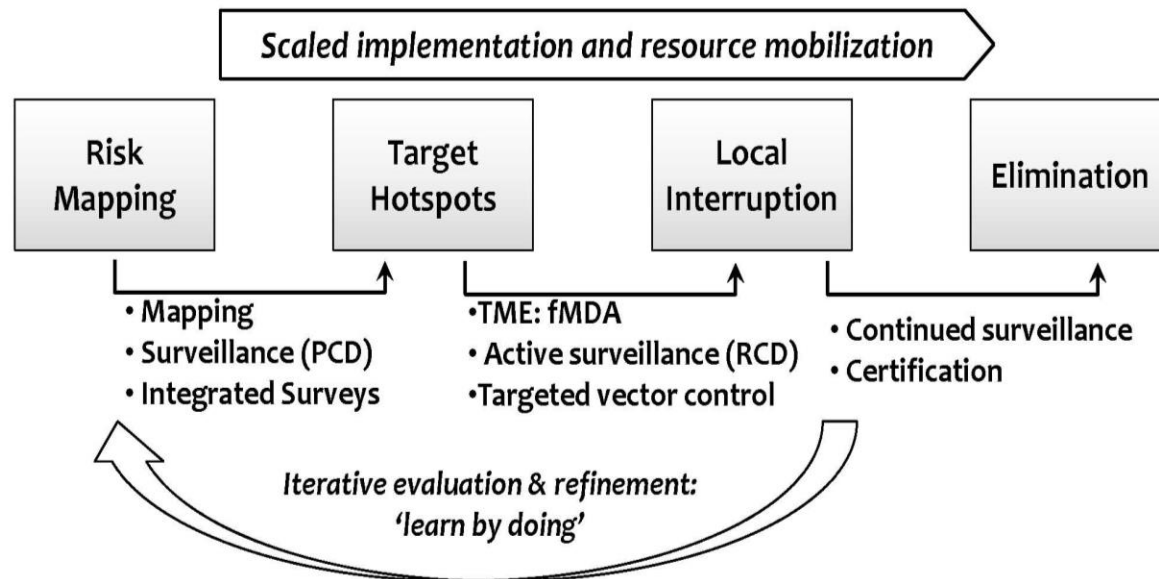 Scaled implementation and resource mobilization
Risk
Mapping
Target
Hotspots
Local
Interruption
Elimination
• Mapping
• Surveillance (PCD)
• Integrated Surveys
•TME: fMDA
• Active surveillance (RCD)
•Targeted vector control
• Continued surveillance
• Certification
Iterative evaluation & refinement:
‘learn by doing’